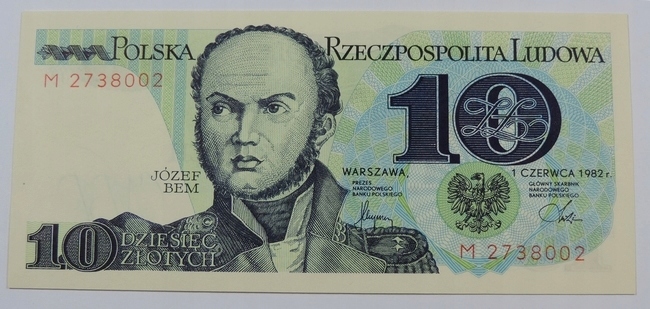 POLSKA RZECZPOSPOLITA LUDOWA
M 2738002
10
JÓZEF
BEM
WARSZAWA, 1 CZERWCA 1982 r.
PREZES
NARODOWEGO
BANKU POLSKIEGO
GŁÓWNY SKARBNIK
NARODOWEGO
BANKU POLSKIEGO
M 2738002
10 DZIESIĘĆ
ZŁOTYCH